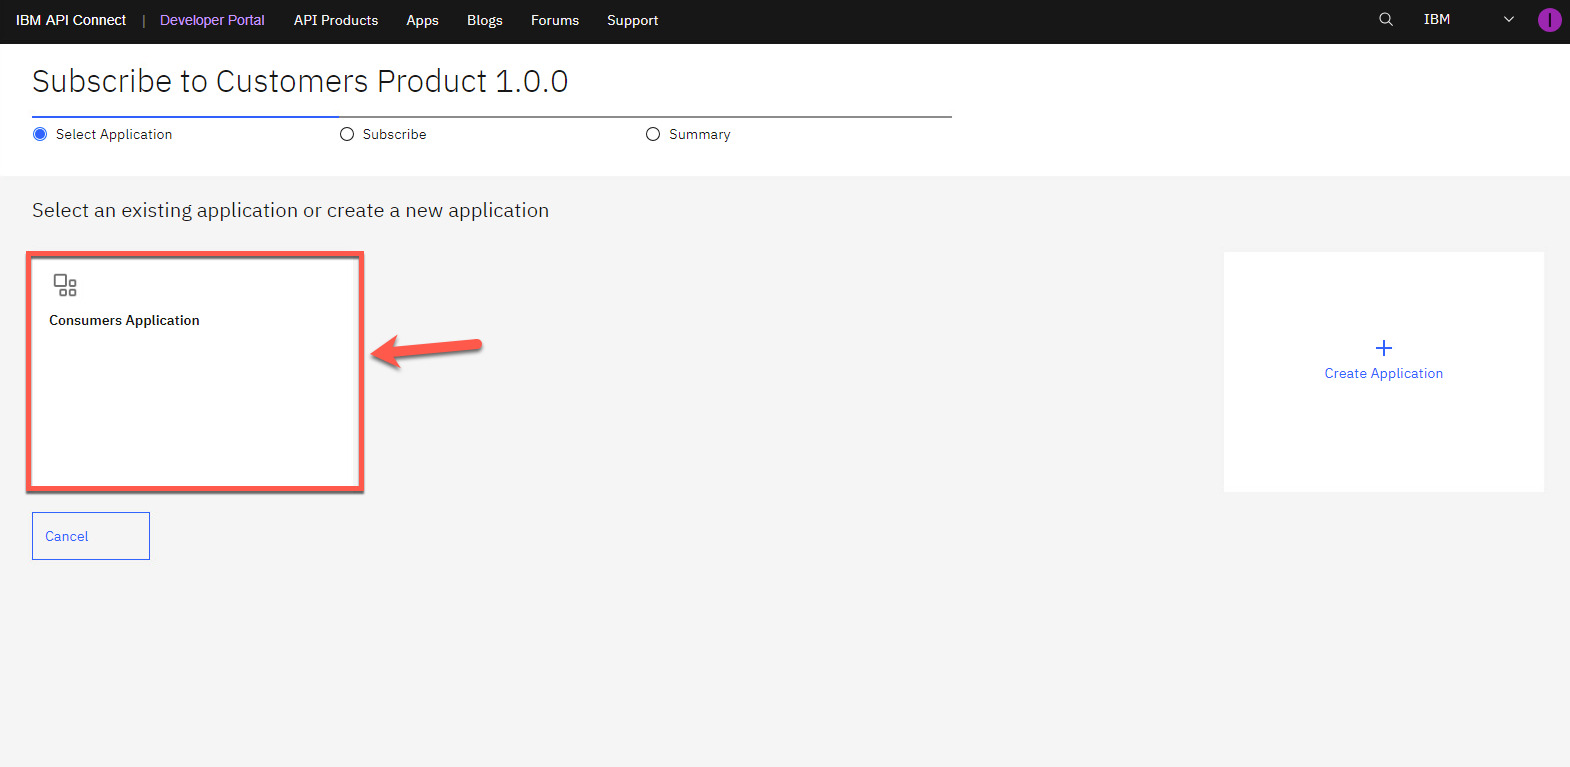 IBM API Connect | Developer Portal API Products Apps Blogs Forums Support IBM I
Subscribe to Customers Product 1.0.0
Select Application Subscribe Summary
Select an existing application or create a new application
Consumers Application
Create Application
Cancel